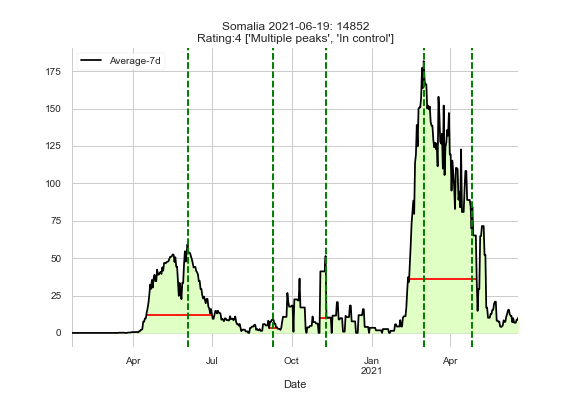 Somalia 2021-06-19: 14852
Rating:4 ['Multiple peaks', 'In control']
Average-7d
175
150
125
100
75
50
25
0
Apr Jul Oct Jan Apr
2021
Date